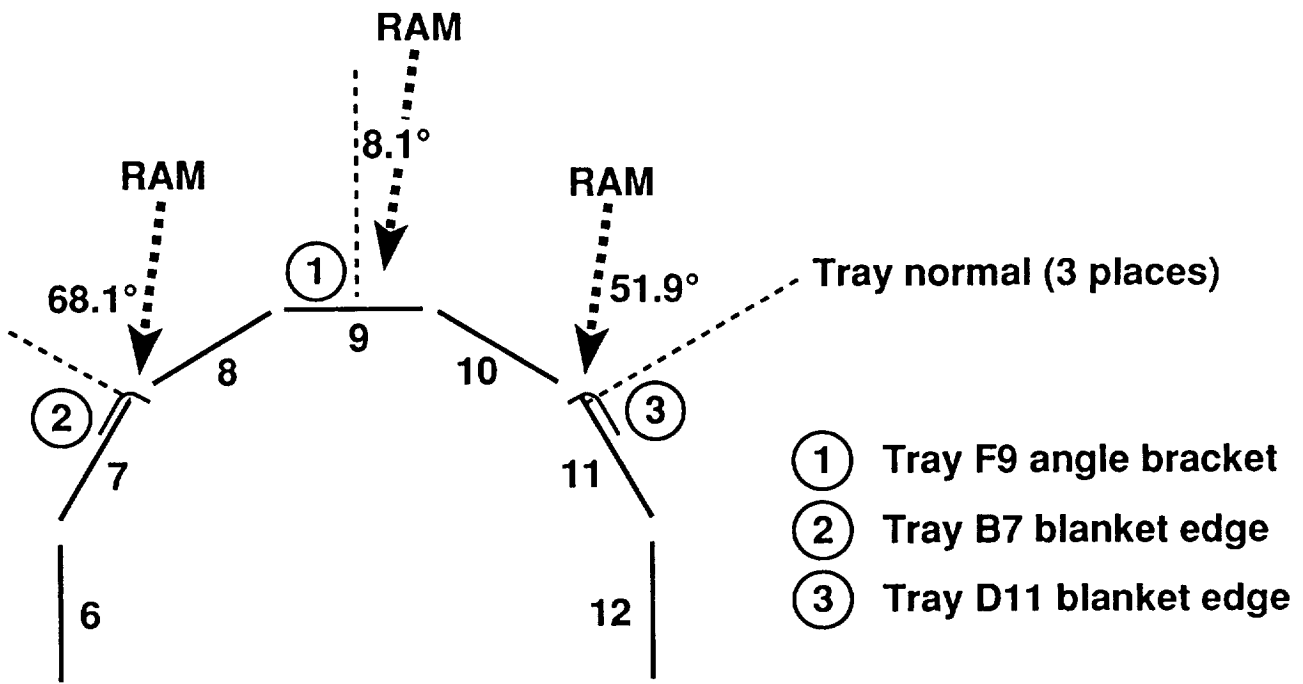 RAM
8.1°
RAM
RAM
1
68.1°
51.9°
Tray normal (3 places)
9
8
10
2
3
7
11
1 Tray F9 angle bracket
2 Tray B7 blanket edge
3 Tray D11 blanket edge
6
12